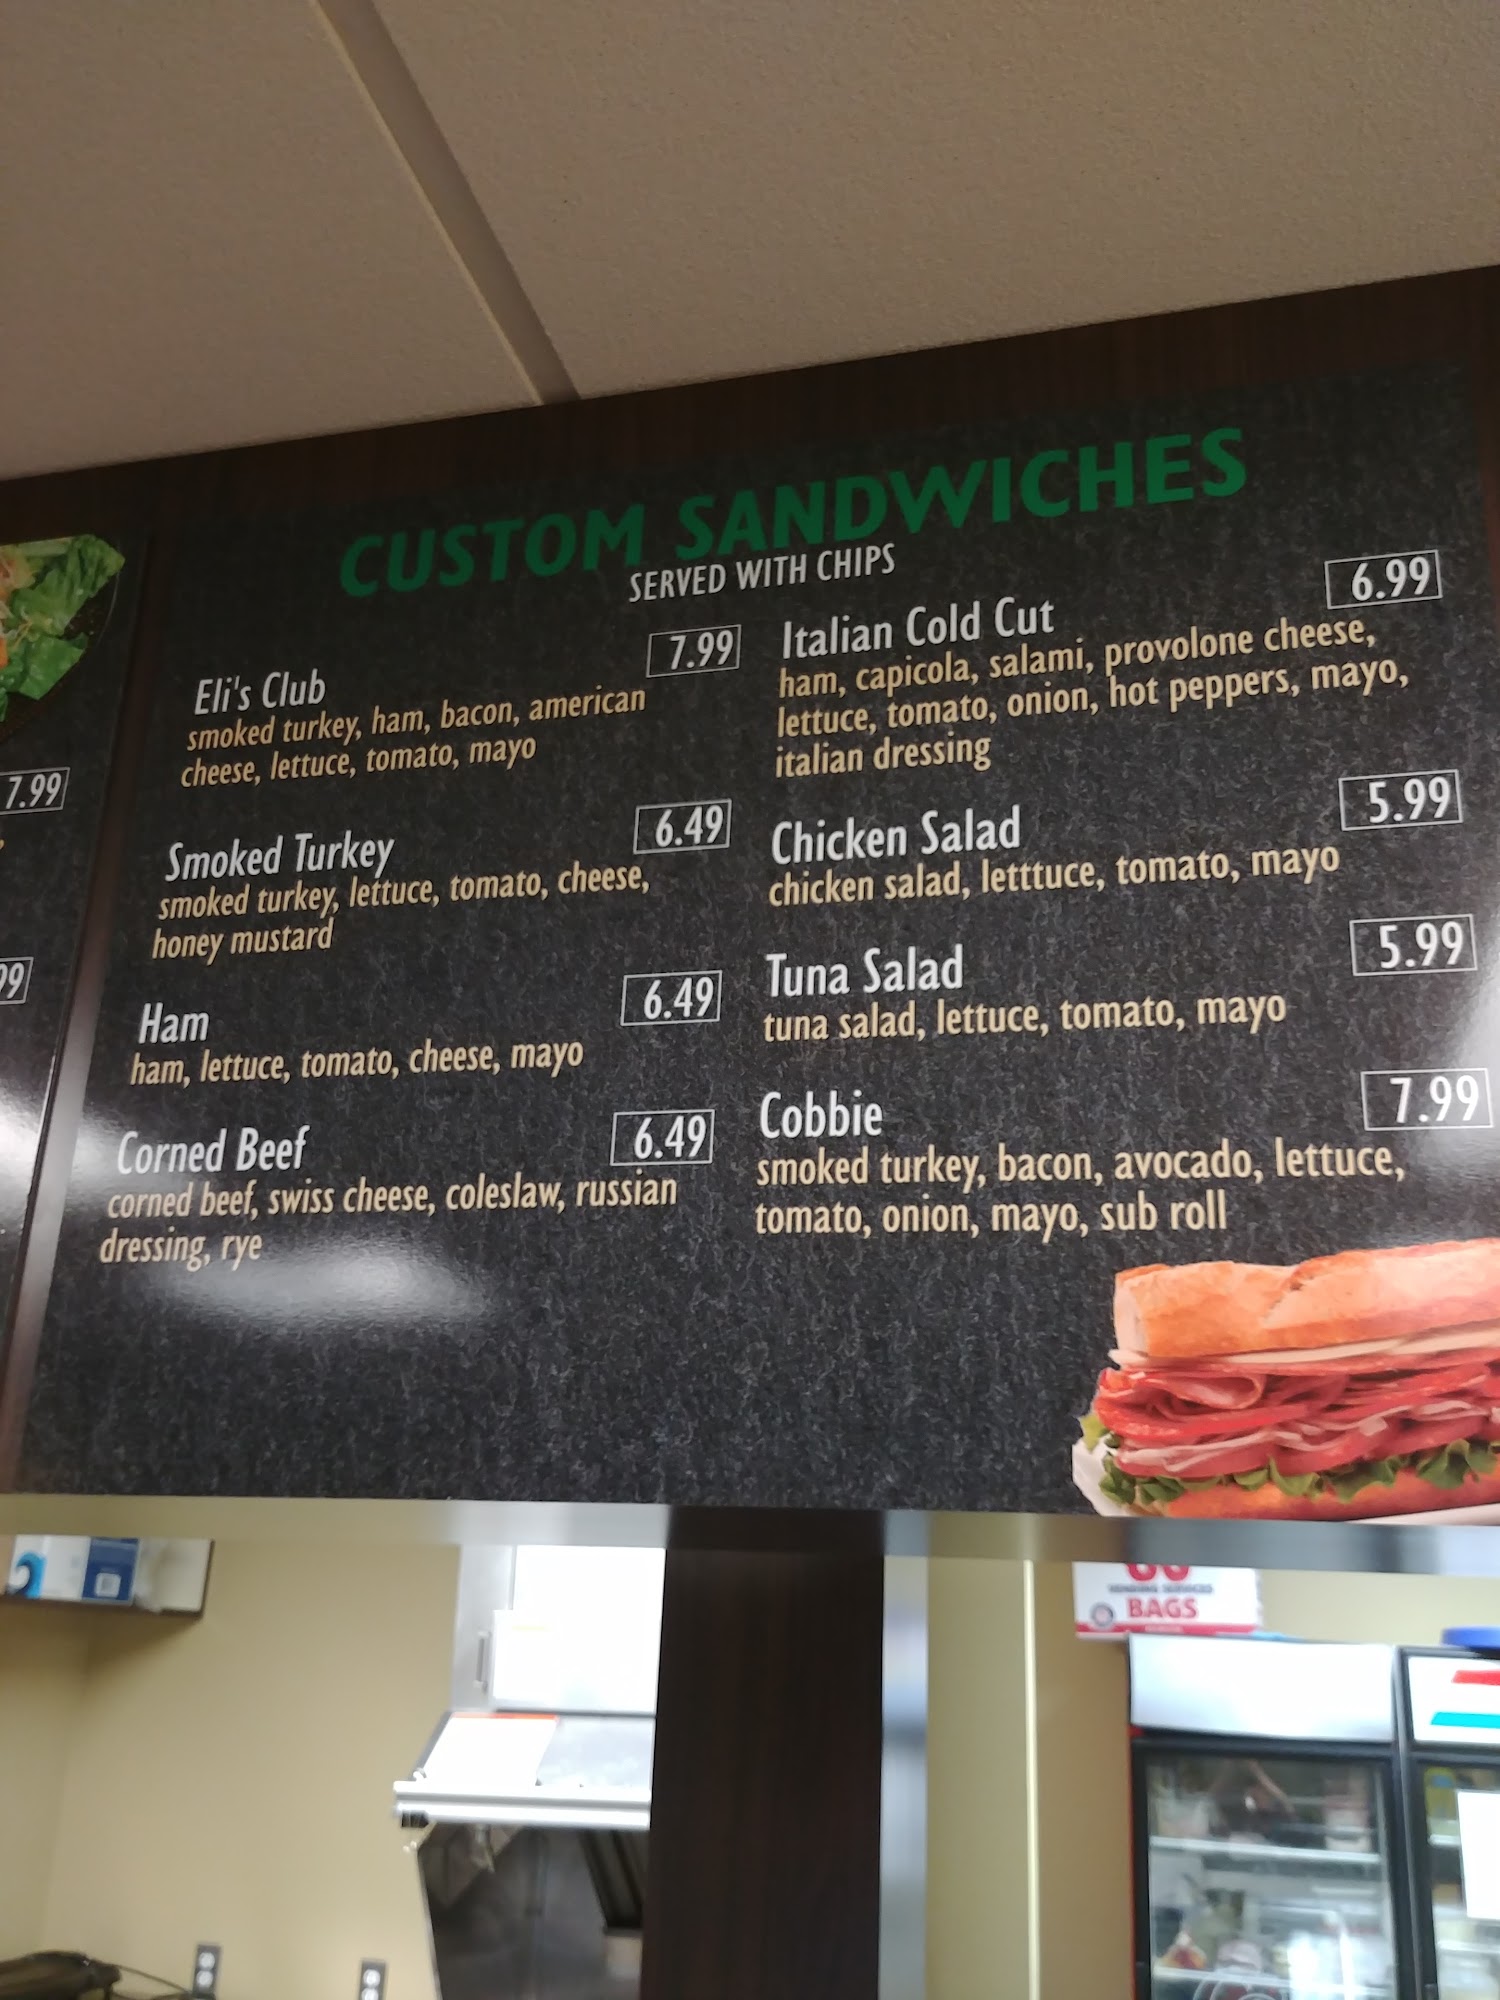 CUSTOM SANDWICHES
SERVED WITH CHIPS
Eli's Club 7.99
smoked turkey, ham, bacon, american
cheese, lettuce, tomato, mayo
Smoked Turkey 6.49
smoked turkey, lettuce, tomato, cheese,
honey mustard
Ham 6.49
ham, lettuce, tomato, cheese, mayo
Corned Beef 6.49
corned beef, swiss cheese, coleslaw, russian
dressing, rye
Italian Cold Cut 6.99
ham, capicola, salami, provolone cheese,
lettuce, tomato, onion, hot peppers, mayo,
italian dressing
Chicken Salad 5.99
chicken salad, letttuce, tomato, mayo
Tuna Salad 5.99
tuna salad, lettuce, tomato, mayo
Cobbie 7.99
smoked turkey, bacon, avocado, lettuce,
tomato, onion, mayo, sub roll
7.99
99
BAGS